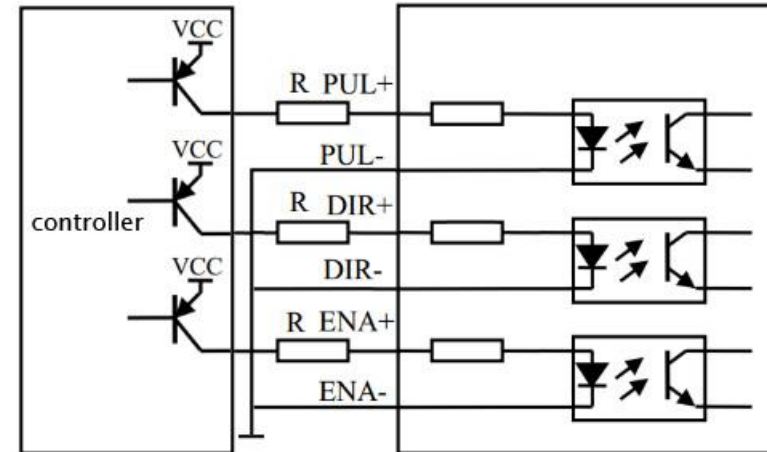 VCC
R PUL+
PUL-
VCC
R DIR+
controller
DIR-
VCC
R ENA+
ENA-